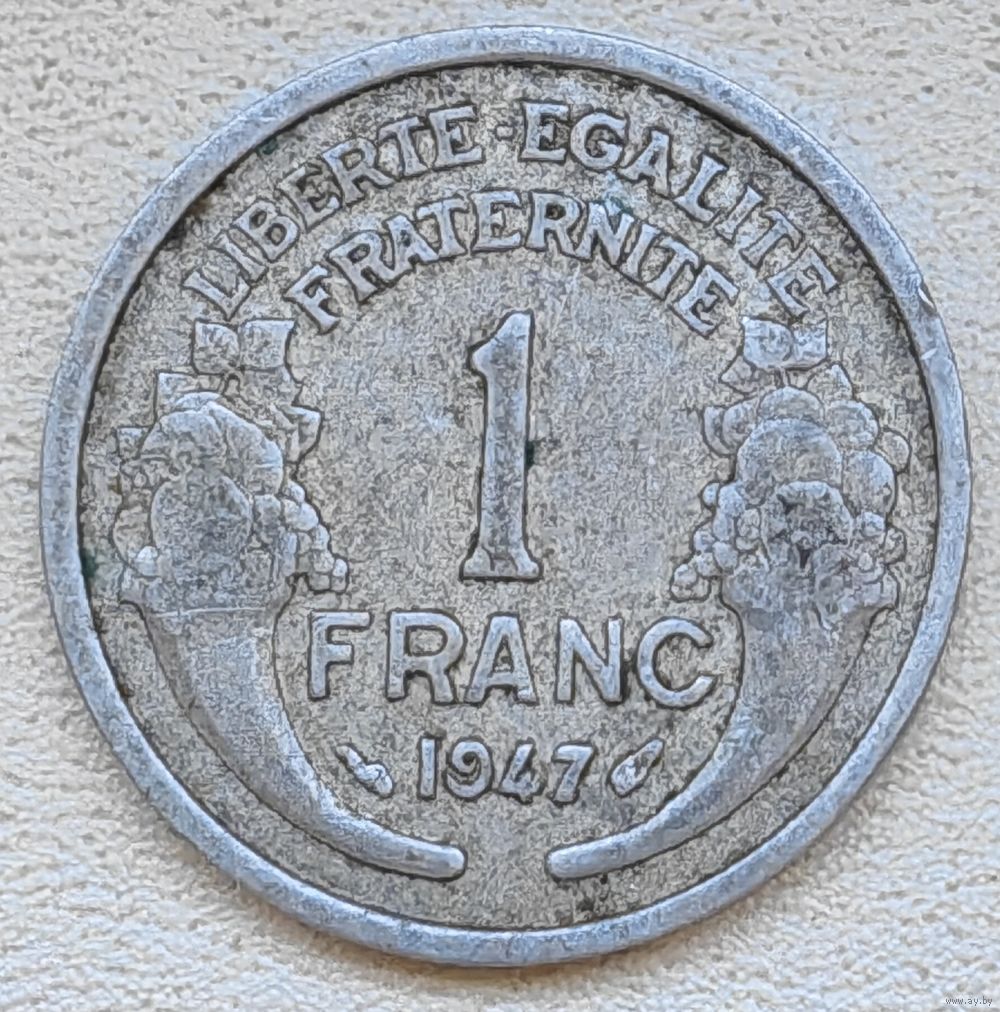 LIBERTE-EGALITE
FRATERNITE
1
FRANC
1947
www.ay.by